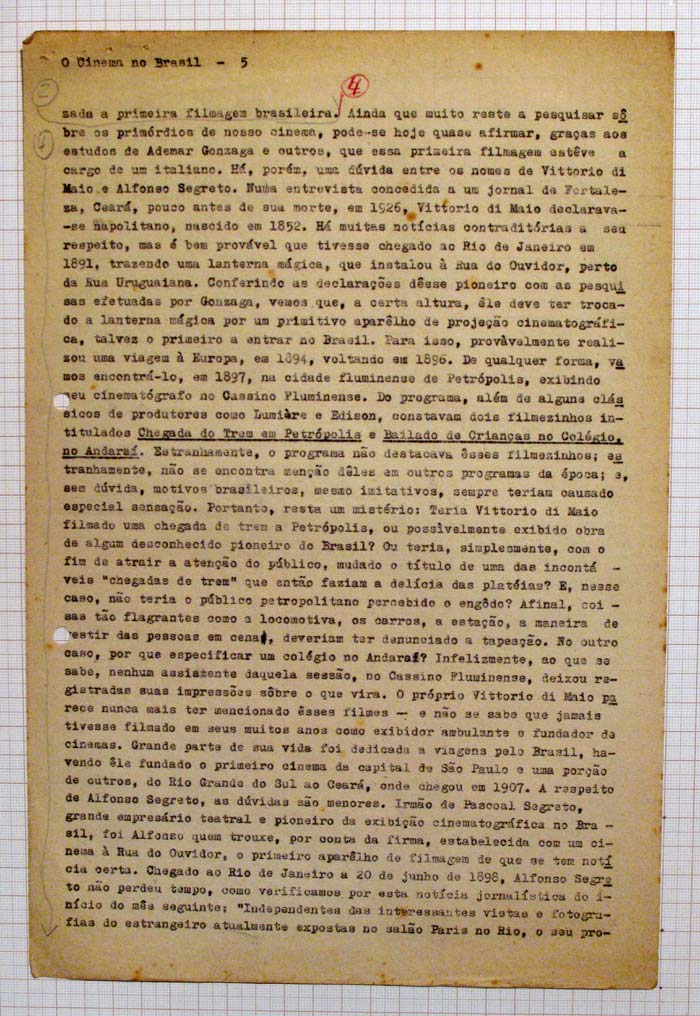 O Cinema no Brasil - 5
4
zada a primeira filmagem brasileira. Ainda que muito reste a pesquisar sô
bre os primórdios de nosso cinema, pode-se hoje quase afirmar, graças aos
estudos de Ademar Gonzaga e outros, que essa primeira filmagem estêve a
cargo de um italiano. Há, porém, uma dúvida entre os nomes de Vittorio di
Maio e Alfonso Segreto. Numa entrevista concedida a um jornal de Fortale-
za, Ceará, pouco antes de sua morte, em 1926, Vittorio di Maio declarava-
-se napolitano, nascido em 1852. Há muitas notícias contraditórias a seu
respeito, mas é bem provável que tivesse chegado ao Rio de Janeiro em
1891, trazendo uma lanterna mágica, que instalou à Rua do Ouvidor, perto
da Rua Uruguaiana. Conferindo as declarações dêsse pioneiro com as pesqui
sas efetuadas por Gonzaga, vemos que, a certa altura, êle deve ter troca-
do a lanterna mágica por um primitivo aparêlho de projeção cinematográfi-
ca, talvez o primeiro a entrar no Brasil. Para isso, provàvelmente reali-
zou uma viagem à Europa, em 1894, voltando em 1896. De qualquer forma, va
mos encontrá-lo, em 1897, na cidade fluminense de Petrópolis, exibindo
seu cinematógrafo no Cassino Fluminense. Do programa, além de alguns clás
sicos de produtores como Lumière e Edison, constavam dois filmezinhos in-
titulados Chegada do Trem em Petrópolis e Bailado de Crianças no Colégio,
no Andaraí. Estranhamente, o programa não destacava êsses filmezinhos; es
tranhamente, não se encontra menção dêles em outros programas da época; e,
sem dúvida, motivos brasileiros, mesmo imitativos, sempre teriam causado
especial sensação. Portanto, resta um mistério: Teria Vittorio di Maio
filmado uma chegada de trem a Petrópolis, ou possìvelmente exibido obra
de algum desconhecido pioneiro do Brasil? Ou teria, simplesmente, com o
fim de atrair a atenção do público, mudado o título de uma das incontá -
veis "chegadas de trem" que então faziam a delícia das platéias? E, nesse
caso, não teria o público petropolitano percebido o engôdo? Afinal, coi -
sas tão flagrantes como a locomotiva, os carros, a estação, a maneira de
vestir das pessoas em cena, deveriam ter denunciado a tapeação. No outro
caso, por que especificar um colégio no Andaraí? Infelizmente, ao que se
sabe, nenhum assistente daquela sessão, no Cassino Fluminense, deixou re-
gistradas suas impressões sôbre o que vira. O próprio Vittorio di Maio pa
rece nunca mais ter mencionado êsses filmes — e não se sabe que jamais
tivesse filmado em seus muitos anos como exibidor ambulante e fundador de
cinemas. Grande parte de sua vida foi dedicada a viagens pelo Brasil, ha-
vendo êle fundado o primeiro cinema da capital de São Paulo e uma porção
de outros, do Rio Grande do Sul ao Ceará, onde chegou em 1907. A respeito
de Alfonso Segreto, as dúvidas são menores. Irmão de Pascoal Segreto,
grande empresário teatral e pioneiro da exibição cinematográfica no Bra -
sil, foi Alfonso quem trouxe, por conta da firma, estabelecida com um ci-
nema à Rua do Ouvidor, o primeiro aparêlho de filmagem de que se tem notí
cia certa. Chegado ao Rio de Janeiro a 20 de junho de 1898, Alfonso Segre
to não perdeu tempo, como verificamos por esta notícia jornalística do i-
nício do mês seguinte: "Independentes das interessantes vistas e fotogra-
fias do estrangeiro atualmente expostas no salão Paris no Rio, o seu pro-